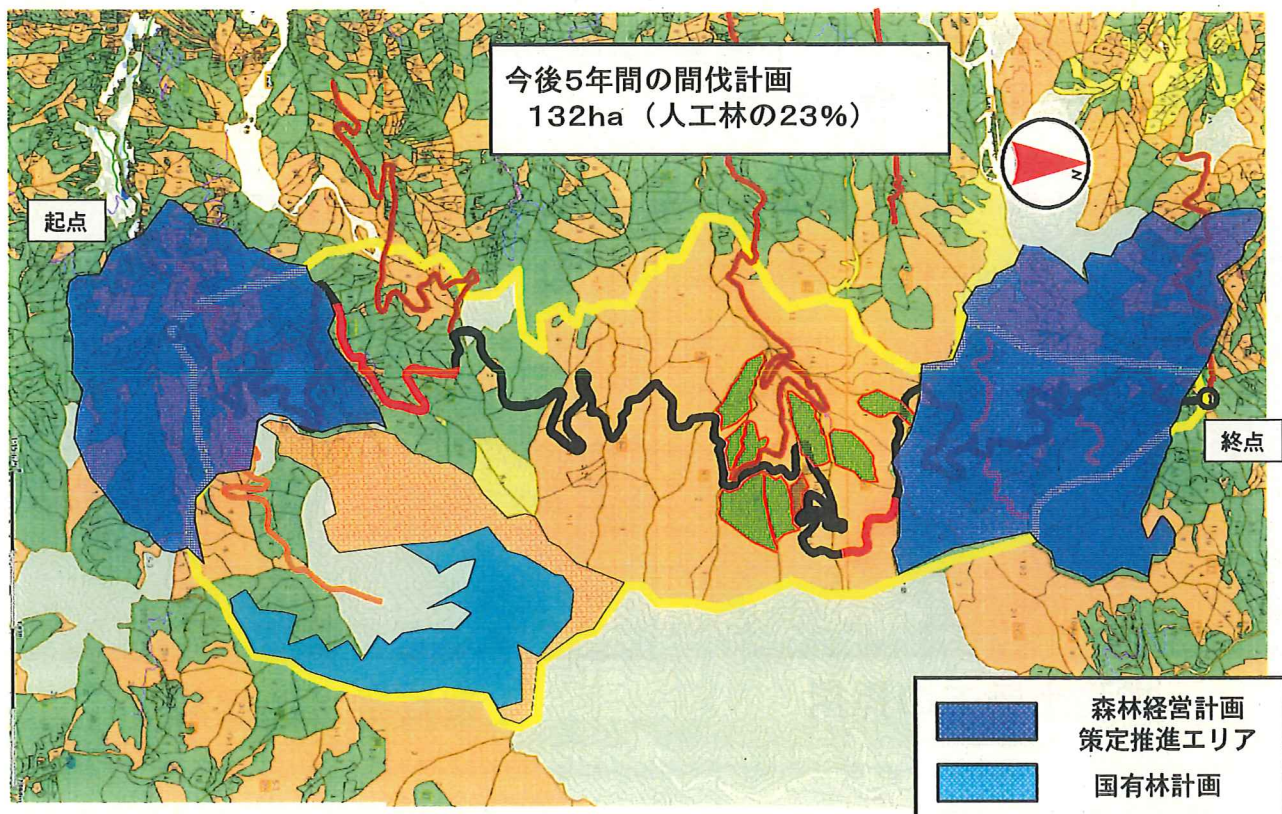 今後5年間の間伐計画
132ha（人工林の23%）
N
起点
終点
森林経営計画
策定推進エリア
国有林計画